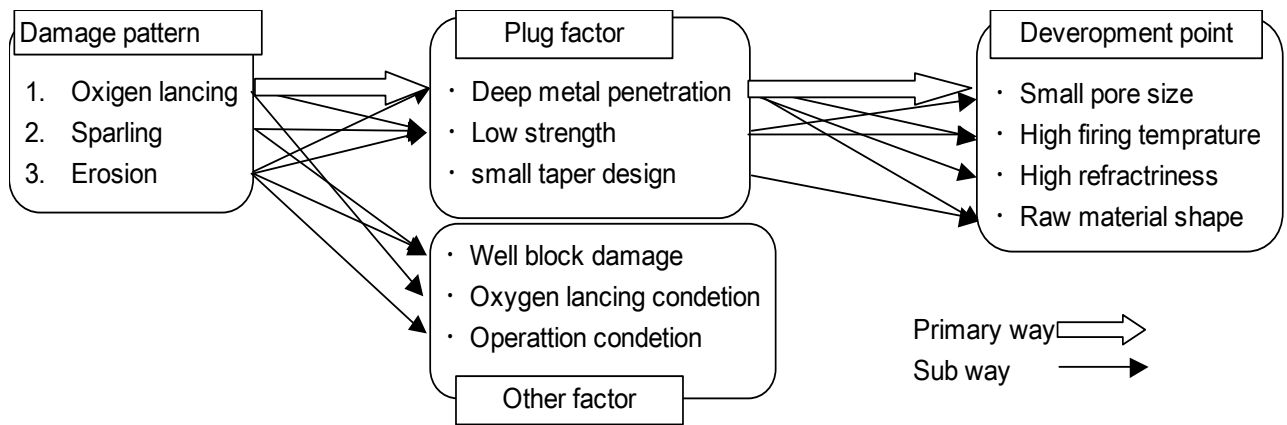 Damage pattern
1. Oxigen lancing
2. Sparling
3. Erosion
Plug factor
・ Deep metal penetration
・ Low strength
・ small taper design
・ Well block damage
・ Oxygen lancing condetion
・ Operattion condetion
Other factor
Deveropment point
・ Small pore size
・ High firing temprature
・ High refractriness
・ Raw material shape
Primary way
Sub way